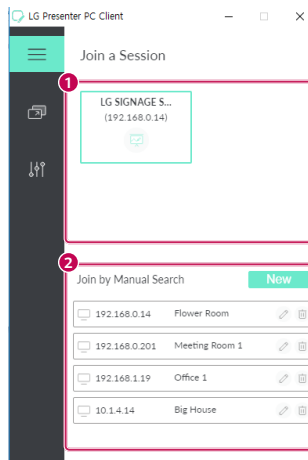 LG Presenter PC Client
Join a Session
1
LG SIGNAGE S...
(192.168.0.14)
2
Join by Manual Search
New
192.168.0.14 Flower Room
192.168.0.201 Meeting Room 1
192.168.1.19 Office 1
10.1.4.14 Big House